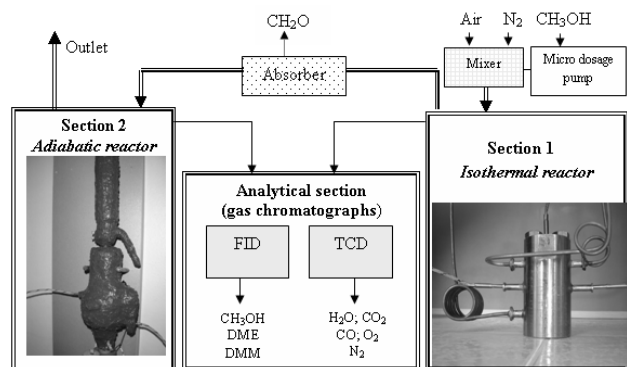 CH₂O
Air N₂ CH₃OH
Outlet
Absorber
Mixer
Micro dosage
pump
Section 2
Adiabatic reactor
Section 1
Isothermal reactor
Analytical section
(gas chromatographs)
FID
TCD
CH₃OH
DME
DMM
H₂O; CO₂
CO; O₂
N₂